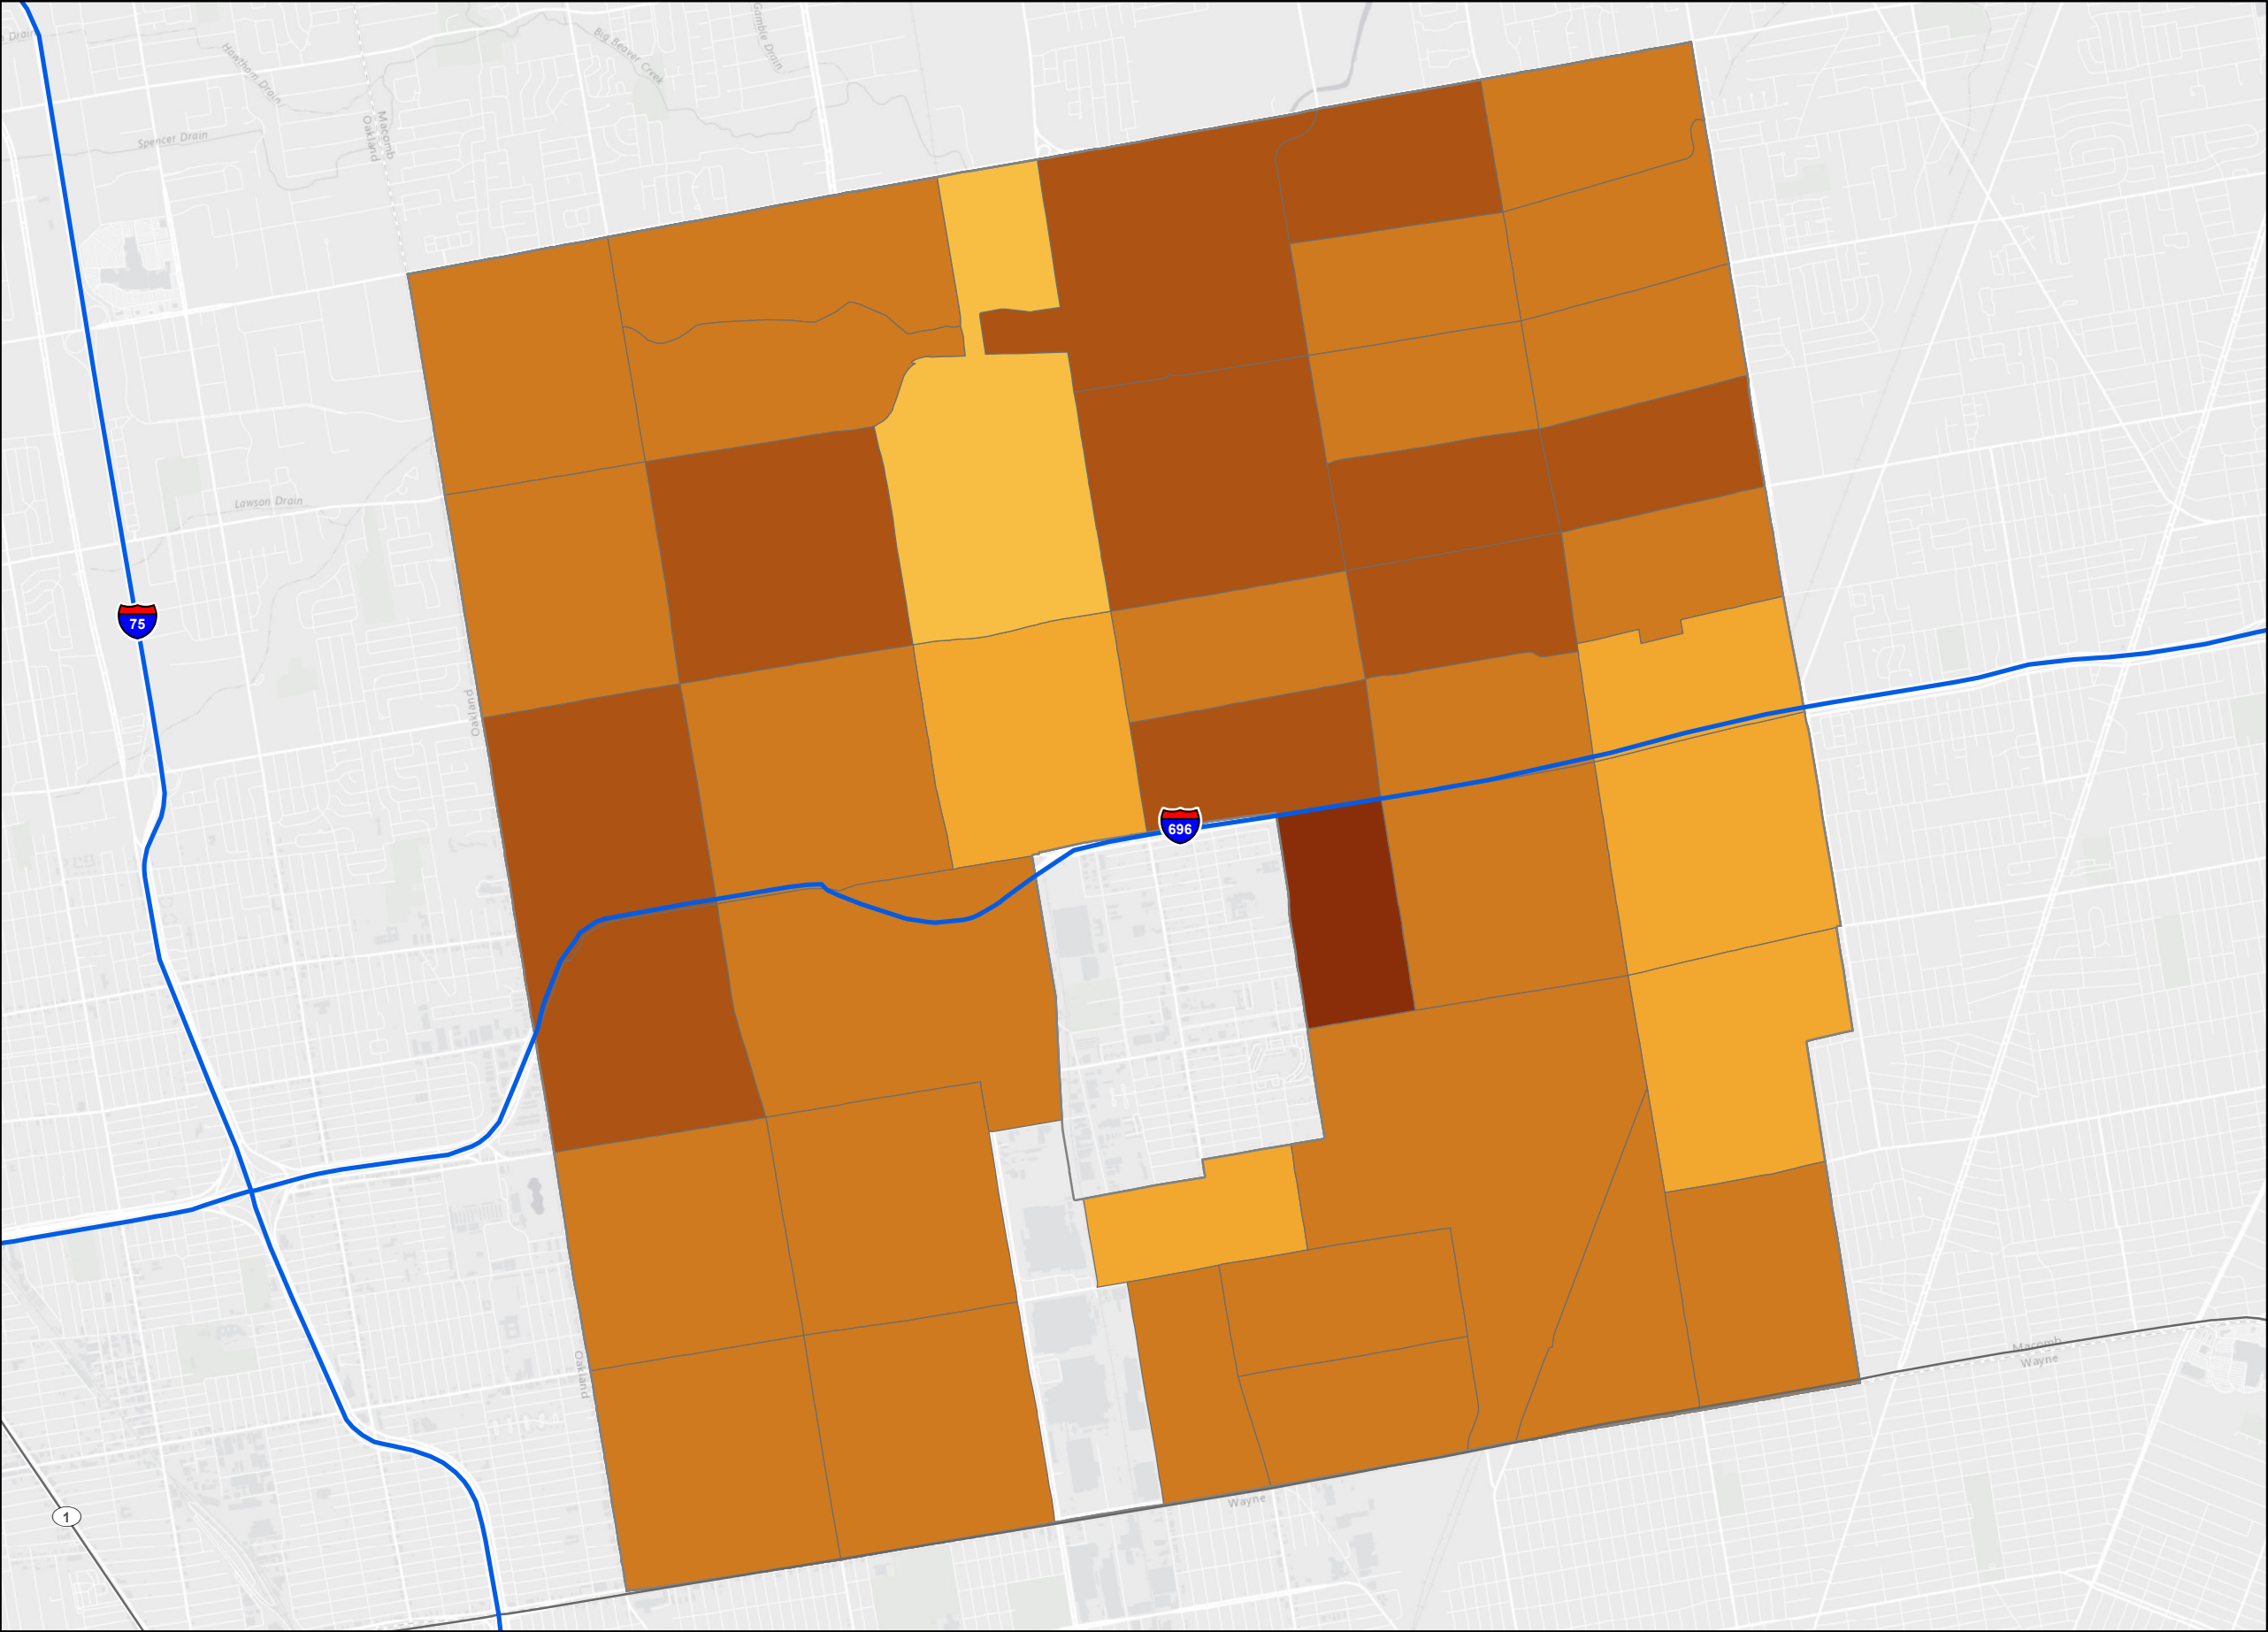 Drain
Hawthorn Drain
Big Beaver Creek
Gamble Drain
Spencer Drain
Macomb
Oakland
Lawson Drain
75
Oakland
696
Oakland
Macomb
Wayne
Wayne
1